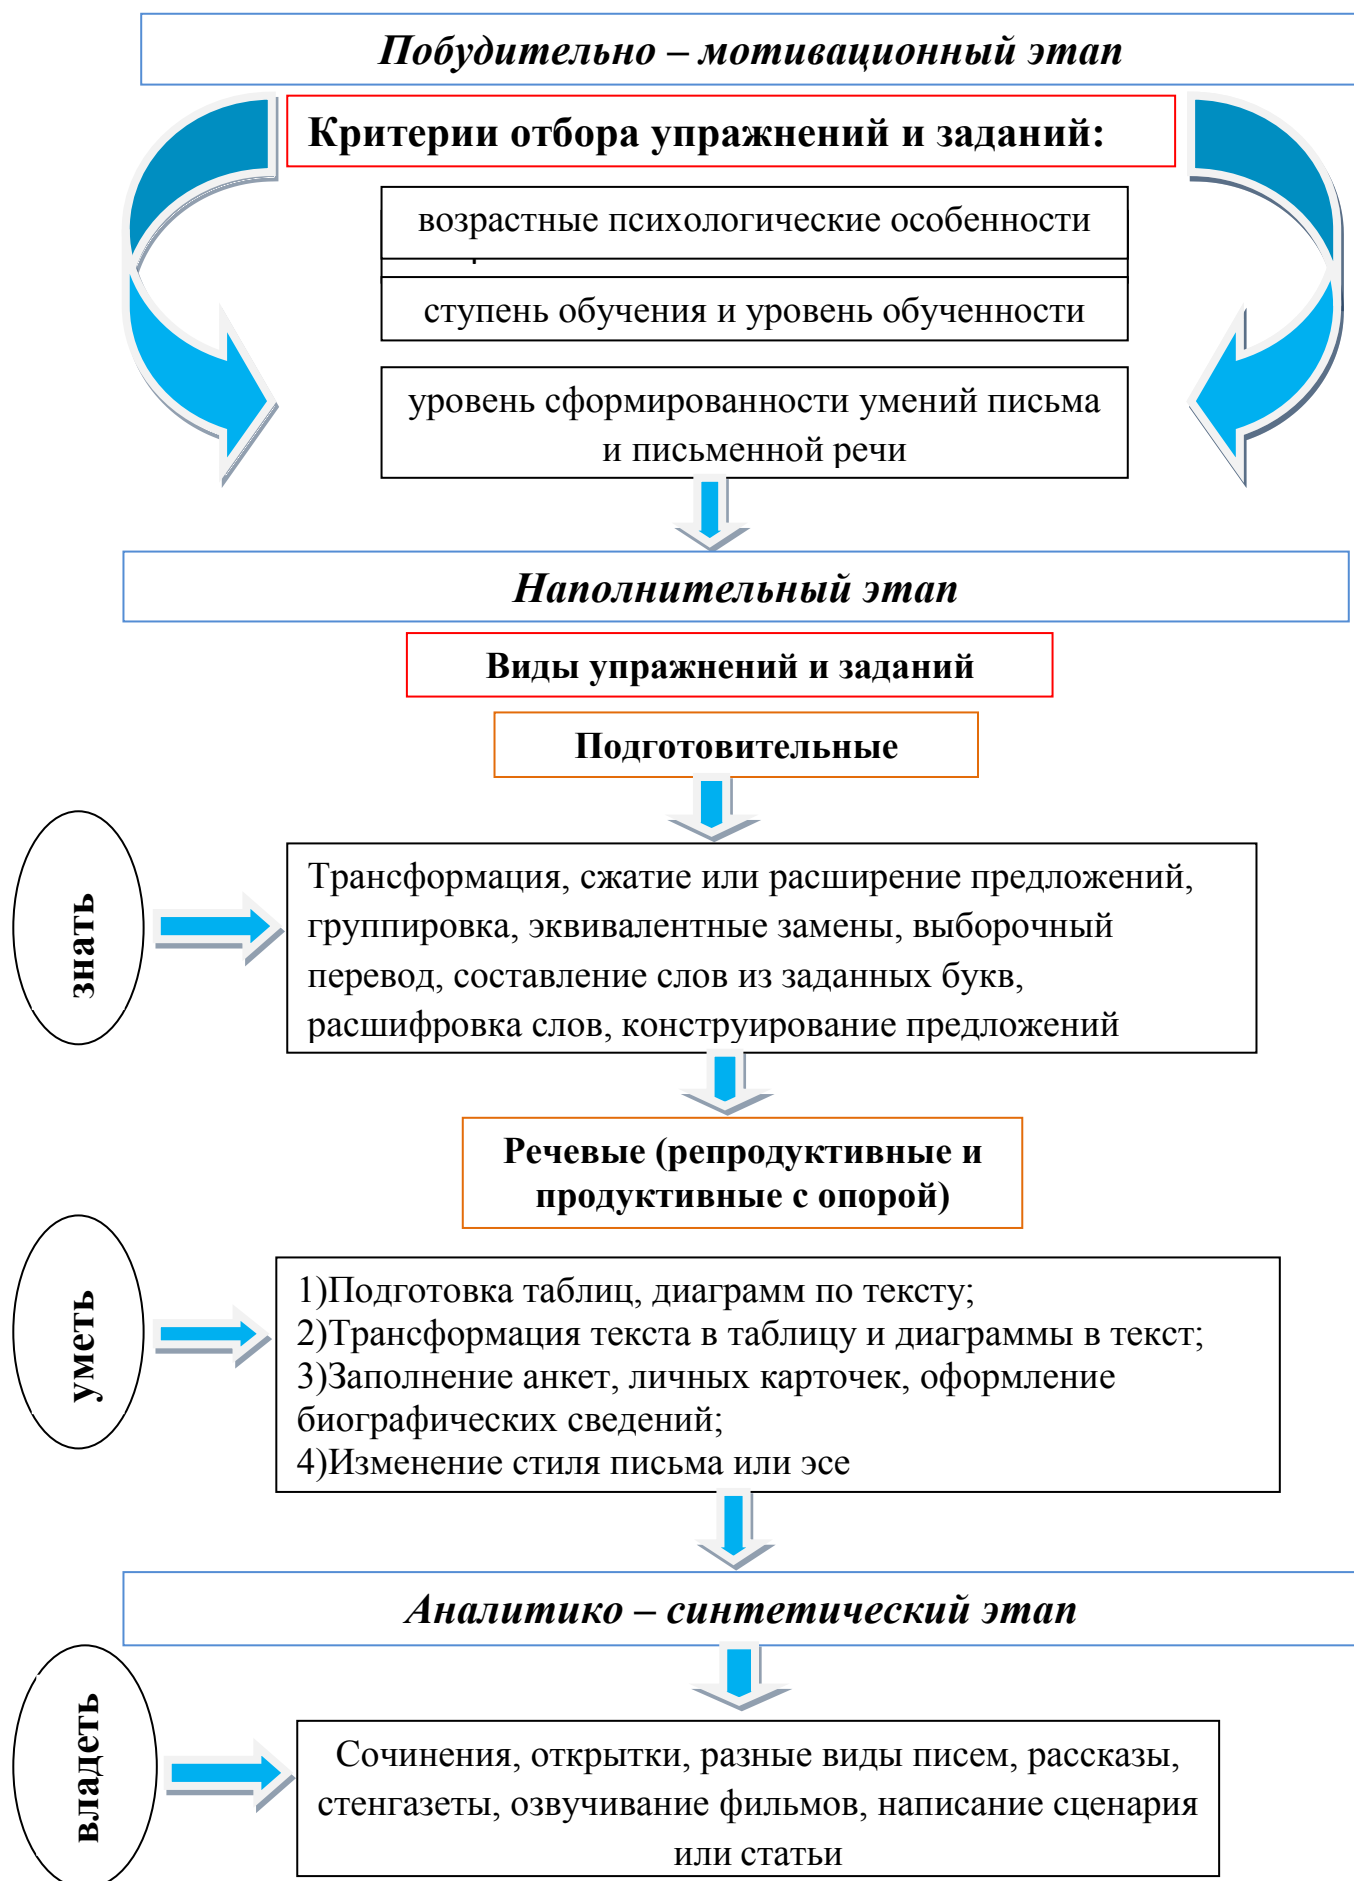 Побудительно – мотивационный этап
Критерии отбора упражнений и заданий:
возрастные психологические особенности
ступень обучения и уровень обученности
уровень сформированности умений письма
и письменной речи
Наполнительный этап
Виды упражнений и заданий
Подготовительные
знать
Трансформация, сжатие или расширение предложений,
группировка, эквивалентные замены, выборочный
перевод, составление слов из заданных букв,
расшифровка слов, конструирование предложений
Речевые (репродуктивные и
продуктивные с опорой)
уметь
1)Подготовка таблиц, диаграмм по тексту;
2)Трансформация текста в таблицу и диаграммы в текст;
3)Заполнение анкет, личных карточек, оформление
биографических сведений;
4)Изменение стиля письма или эсе
Аналитико – синтетический этап
владеть
Сочинения, открытки, разные виды писем, рассказы,
стенгазеты, озвучивание фильмов, написание сценария
или статьи